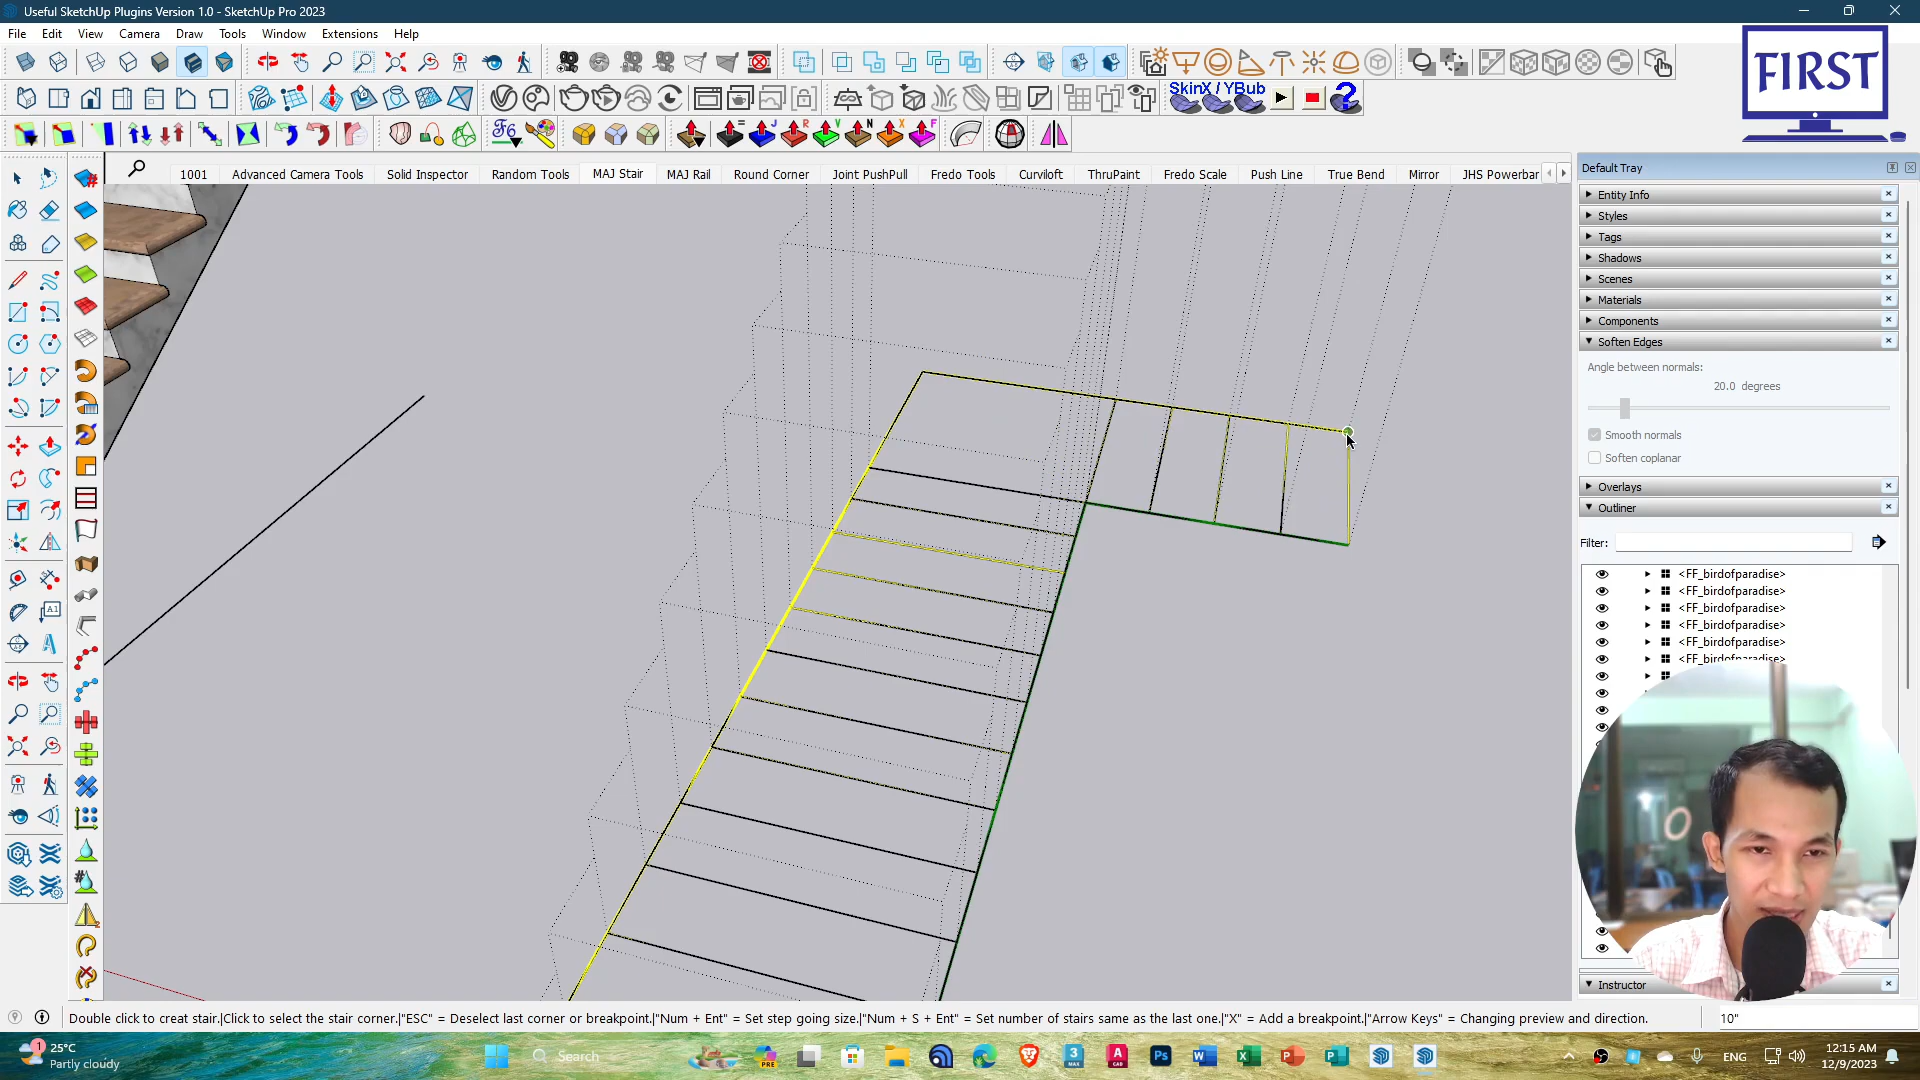 Useful SketchUp Plugins Version 1.0 - SketchUp Pro 2023
File Edit View Camera Draw Tools Window Extensions Help
FIRST
SkinX / YBub
1001 Advanced Camera Tools Solid Inspector Random Tools MAJ Stair MAJ Rail Round Corner Joint PushPull Fredo Tools Curviloft ThruPaint Fredo Scale Push Line True Bend Mirror JHS Powerbar
Default Tray
Entity Info
Styles
Tags
Shadows
Scenes
Materials
Components
Soften Edges
Angle between normals:
20.0 degrees
Smooth normals
Soften coplanar
Overlays
Outliner
Filter:
<FF_birdofparadise>
<FF_birdofparadise>
<FF_birdofparadise>
<FF_birdofparadise>
<FF_birdofparadise>
<FF_birdofparadise>
Instructor
Double click to creat stair.|Click to select the stair corner.|"ESC" = Deselect last corner or breakpoint.|"Num + Ent" = Set step going size.|"Num + S + Ent" = Set number of stairs same as the last one.|"X" = Add a breakpoint.|"Arrow Keys" = Changing preview and direction.
10"
25°C
Partly cloudy
Search
ENG
12:15 AM
12/9/2023